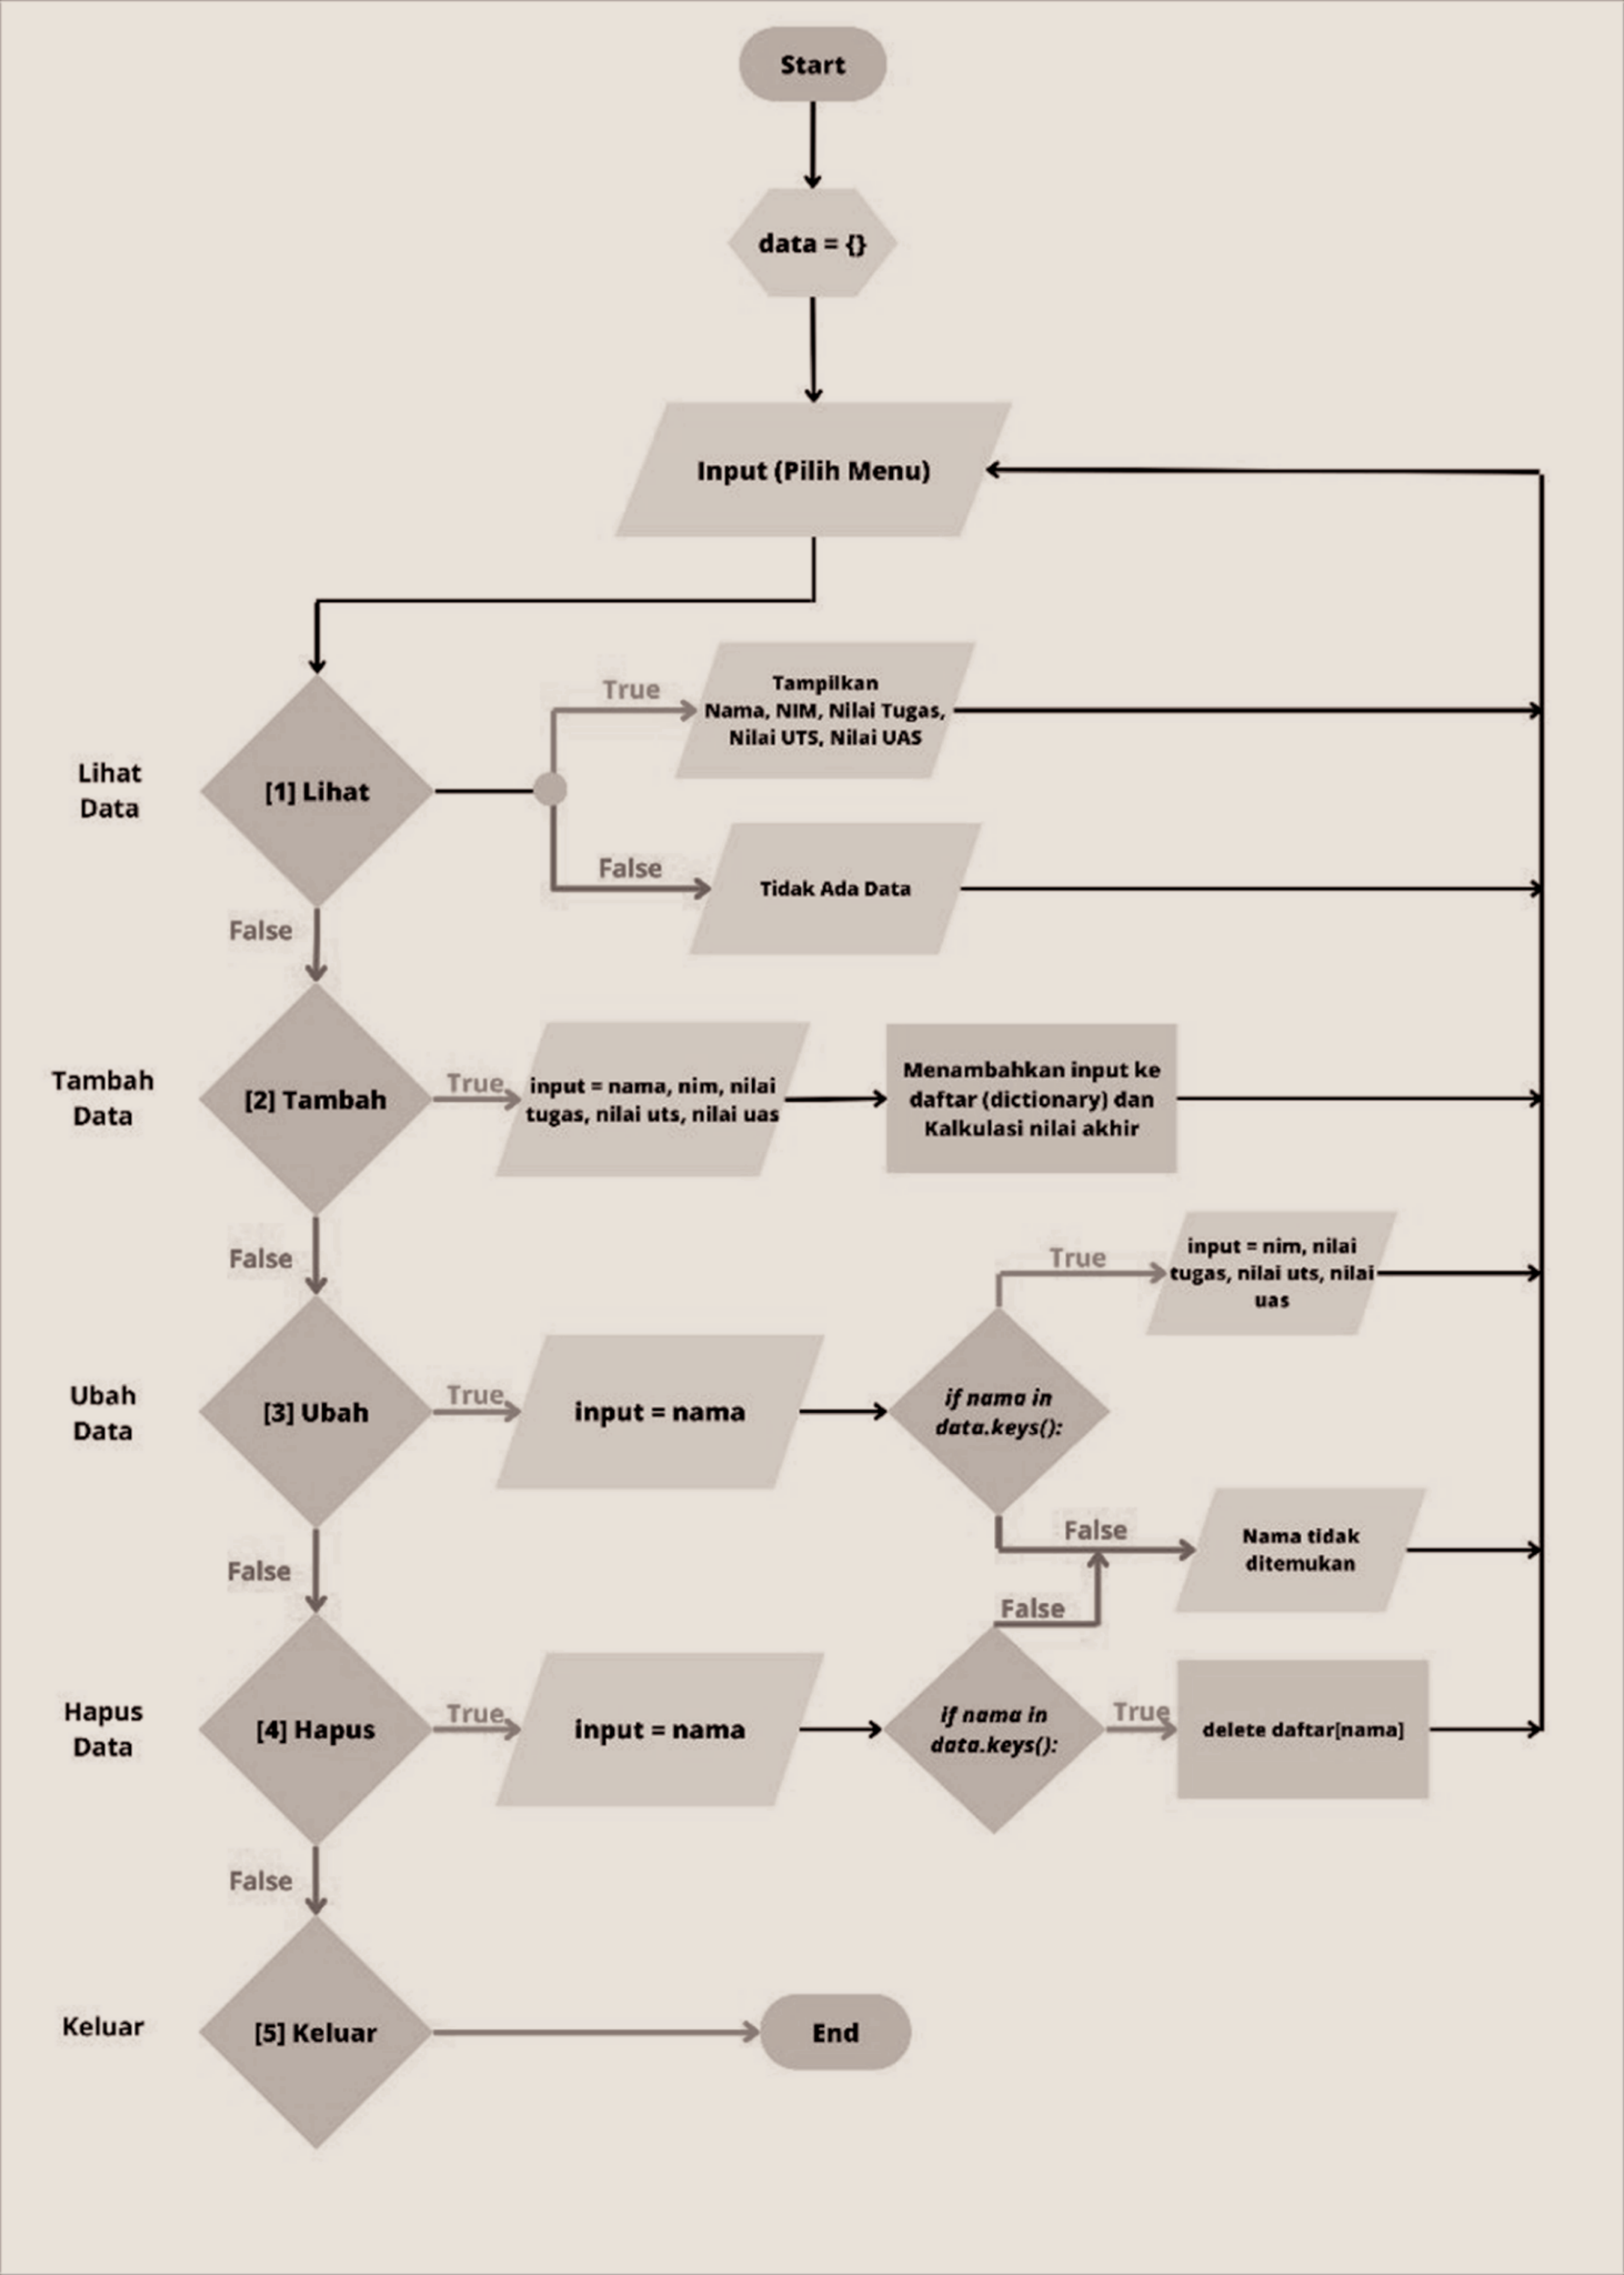 Start
data = {}
Input (Pilih Menu)
Lihat
Data
[1] Lihat
True
Tampilkan
Nama, NIM, Nilai Tugas,
Nilai UTS, Nilai UAS
False
Tidak Ada Data
False
Tambah
Data
[2] Tambah
True
input = nama, nim, nilai
tugas, nilai uts, nilai uas
Menambahkan input ke
daftar (dictionary) dan
Kalkulasi nilai akhir
False
Ubah
Data
[3] Ubah
True
input = nama
if nama in
data.keys():
True
input = nim, nilai
tugas, nilai uts, nilai
uas
False
Nama tidak
ditemukan
False
Hapus
Data
[4] Hapus
True
input = nama
if nama in
data.keys():
False
True
delete daftar[nama]
False
Keluar
[5] Keluar
End